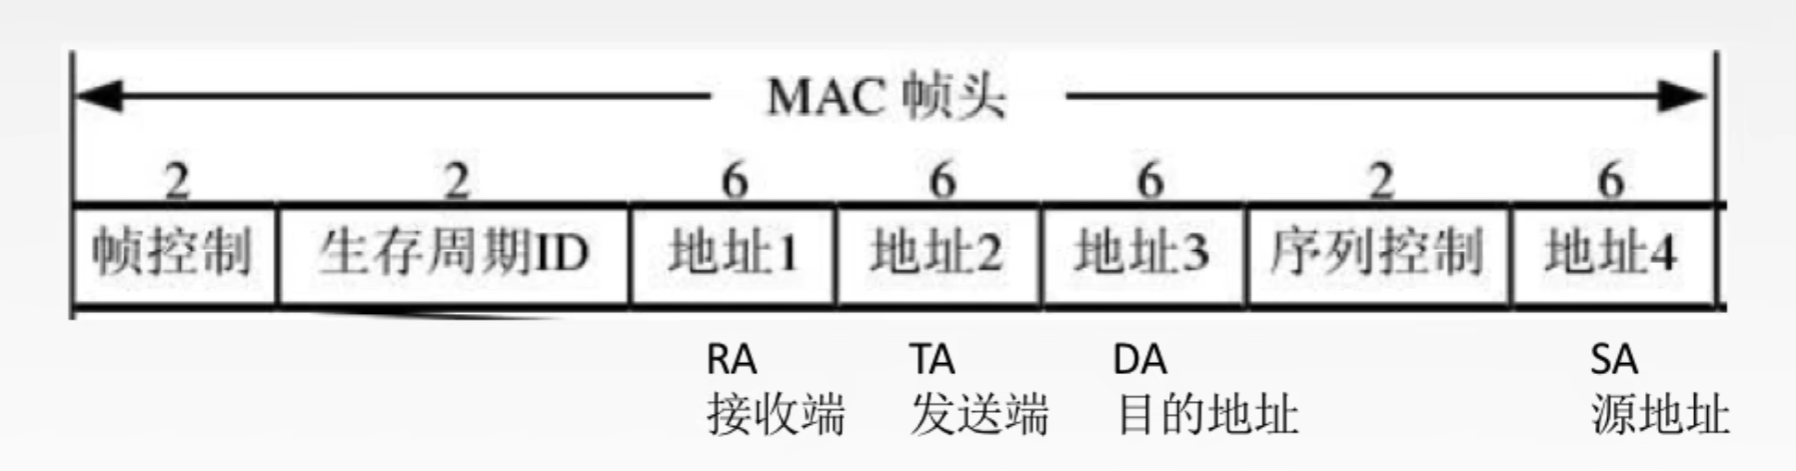 MAC 帧头
2 2 6 6 6 2 6
帧控制 生存周期ID 地址1 地址2 地址3 序列控制 地址4
RA TA DA SA
接收端 发送端 目的地址 源地址